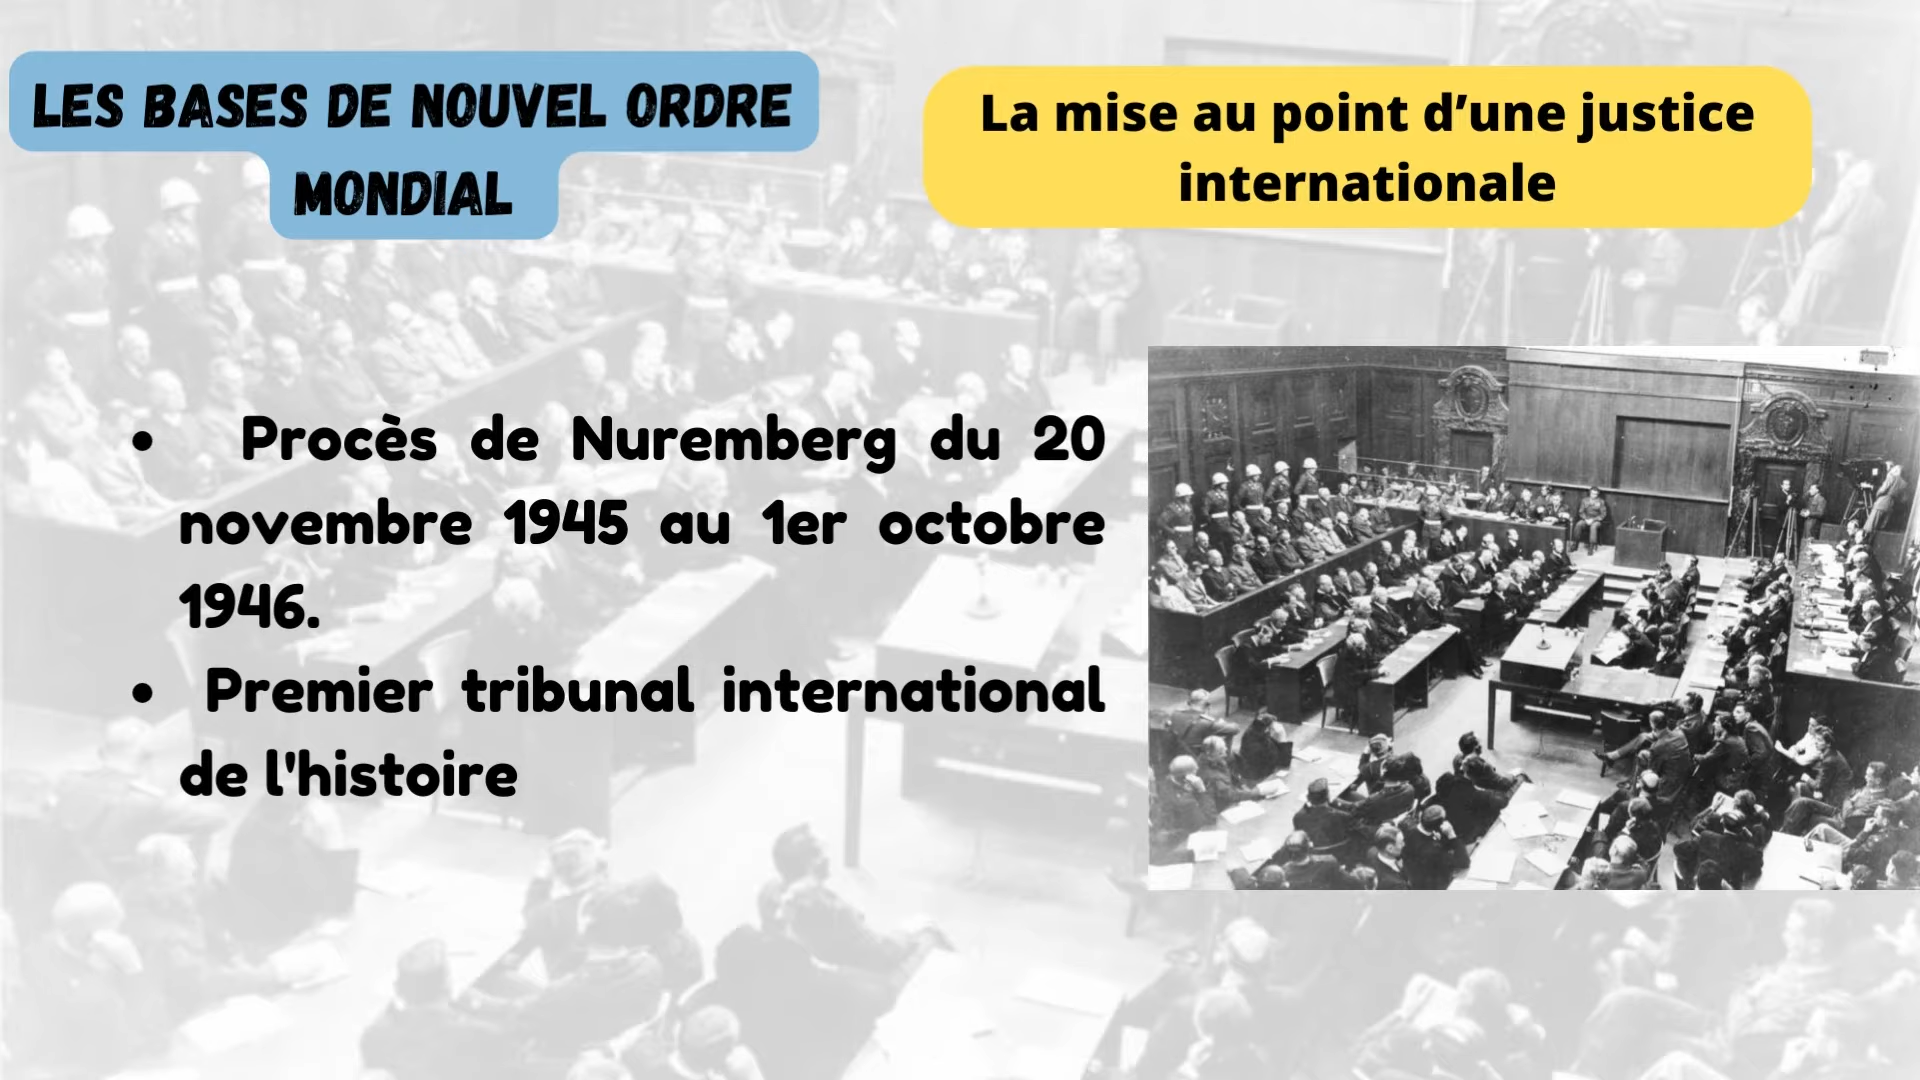 LES BASES DE NOUVEL ORDRE
MONDIAL
La mise au point d’une justice
internationale
• Procès de Nuremberg du 20
novembre 1945 au 1er octobre
1946.
• Premier tribunal international
de l'histoire